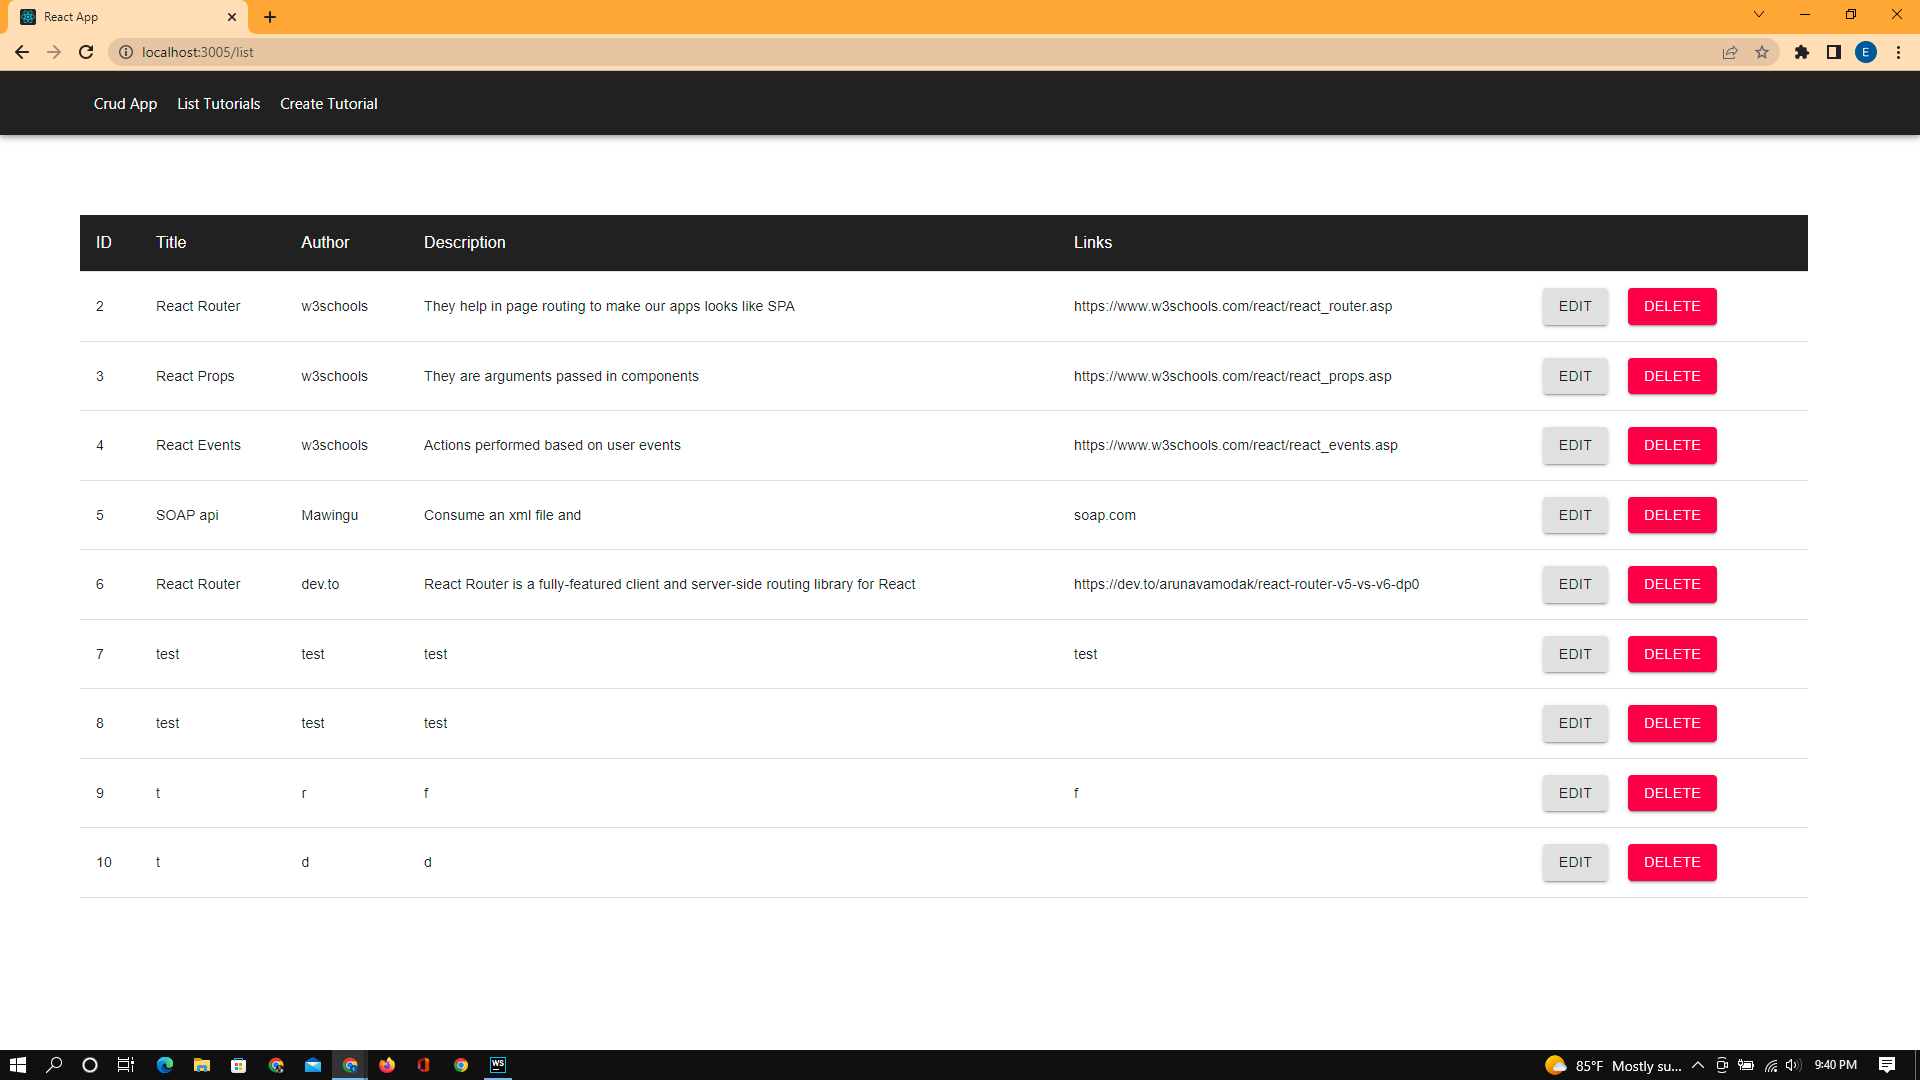 React App
localhost:3005/list
E
Crud App List Tutorials Create Tutorial
ID Title Author Description Links
2 React Router w3schools They help in page routing to make our apps looks like SPA https://www.w3schools.com/react/react_router.asp EDIT DELETE
3 React Props w3schools They are arguments passed in components https://www.w3schools.com/react/react_props.asp EDIT DELETE
4 React Events w3schools Actions performed based on user events https://www.w3schools.com/react/react_events.asp EDIT DELETE
5 SOAP api Mawingu Consume an xml file and soap.com EDIT DELETE
6 React Router dev.to React Router is a fully-featured client and server-side routing library for React https://dev.to/arunavamodak/react-router-v5-vs-v6-dp0 EDIT DELETE
7 test test test test EDIT DELETE
8 test test test EDIT DELETE
9 t r f f EDIT DELETE
10 t d d EDIT DELETE
WS 85°F Mostly su... 9:40 PM